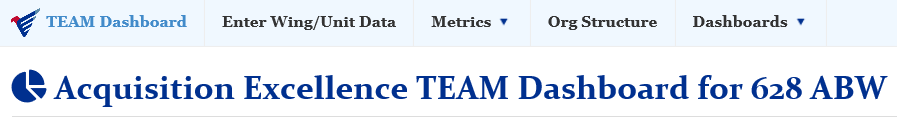 TEAM Dashboard Enter Wing/Unit Data Metrics Org Structure Dashboards
Acquisition Excellence TEAM Dashboard for 628 ABW